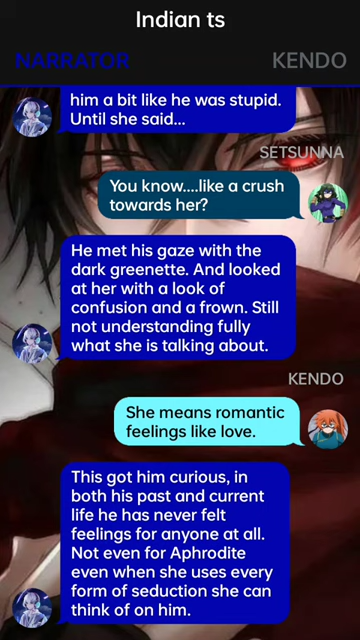 Indian ts
NARRATOR
KENDO
him a bit like he was stupid.
Until she said...
SETSUNNA
You know....like a crush
towards her?
He met his gaze with the
dark greenette. And looked
at her with a look of
confusion and a frown. Still
not understanding fully
what she is talking about.
KENDO
She means romantic
feelings like love.
This got him curious, in
both his past and current
life he has never felt
feelings for anyone at all.
Not even for Aphrodite
even when she uses every
form of seduction she can
think of on him.